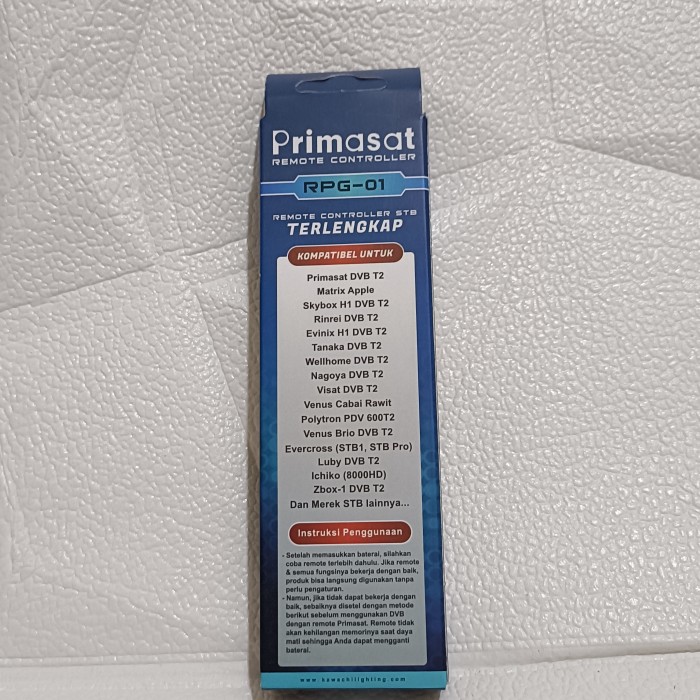 Primasat
REMOTE CONTROLLER
RPG-01
REMOTE CONTROLLER STB
TERLENGKAP
KOMPATIBEL UNTUK
Primasat DVB T2
Matrix Apple
Skybox H1 DVB T2
Rinrei DVB T2
Evinix H1 DVB T2
Tanaka DVB T2
Wellhome DVB T2
Nagoya DVB T2
Visat DVB T2
Venus Cabai Rawit
Polytron PDV 600T2
Venus Brio DVB T2
Evercross (STB1, STB Pro)
Luby DVB T2
Ichiko (8000HD)
Zbox-1 DVB T2
Dan Merek STB lainnya...
Instruksi Penggunaan
- Setelah memasukkan baterai, silahkan
coba remote terlebih dahulu. Jika remote
& semua fungsinya bekerja dengan baik,
produk bisa langsung digunakan tanpa
perlu pengaturan.
- Namun, jika tidak dapat bekerja dengan
baik, sebaiknya disetel dengan metode
berikut sebelum menggunakan DVB
dengan remote Primasat. Remote tidak
akan kehilangan memorinya saat daya
mati sehingga Anda dapat mengganti
baterai.
www.kawachilighting.com